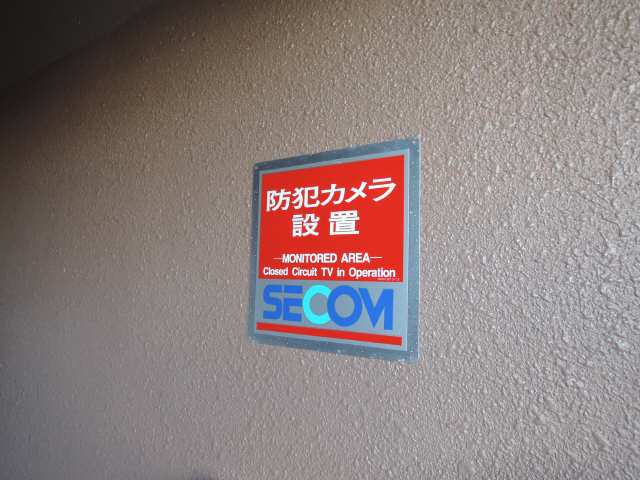 防犯カメラ
設置
—MONITORED AREA—
Closed Circuit TV in Operation
SECOM